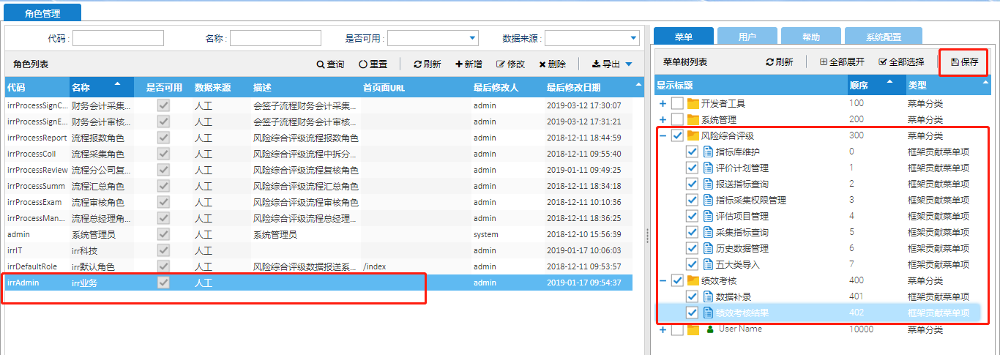 角色管理
代码 : 名称 : 是否可用 : 数据来源 :
角色列表 查询 重置 刷新 新增 修改 删除 导出
代码 名称 是否可用 数据来源 描述 首页面URL 最后修改人 最后修改日期
irrProcessSignC... 财务会计采集... 人工 会签子流程财务会计采集... admin 2019-03-12 17:30:07
irrProcessSignE... 财务会计审核... 人工 会签子流程财务会计审核... admin 2019-03-12 17:31:21
irrProcessReport 流程报数角色 人工 风险综合评级流程报数角色 admin 2018-12-11 18:44:59
irrProcessColl 流程采集角色 人工 风险综合评级流程中拆分... admin 2018-12-11 09:55:40
irrProcessReview 流程分公司复... 人工 风险综合评级流程复核角色 admin 2019-01-11 09:49:25
irrProcessSumm 流程汇总角色 人工 风险综合评级流程汇总角色 admin 2018-12-11 18:34:18
irrProcessExam 流程审核角色 人工 风险综合评级流程审核角色 admin 2018-12-11 10:10:36
irrProcessMan... 流程总经理角... 人工 风险综合评级流程总经理... admin 2018-12-11 18:36:25
admin 系统管理员 人工 系统管理员 system 2018-12-10 15:56:39
irrIT irr科技 人工 admin 2019-01-17 10:06:03
irrDefaultRole irr默认角色 人工 风险综合评级数据报送系... /index admin 2018-12-11 09:53:57
irrAdmin irr业务 人工 admin 2019-01-17 09:54:37
菜单 用户 帮助 系统配置
菜单树列表 刷新 全部展开 全部选择 保存
显示标题 顺序 类型
开发者工具 100 菜单分类
系统管理 200 菜单分类
风险综合评级 300 菜单分类
指标库维护 0 框架贡献菜单项
评价计划管理 1 框架贡献菜单项
报送指标查询 2 框架贡献菜单项
指标采集权限管理 3 框架贡献菜单项
评估项目管理 4 框架贡献菜单项
采集指标查询 5 框架贡献菜单项
历史数据管理 6 框架贡献菜单项
五大类导入 7 框架贡献菜单项
绩效考核 400 菜单分类
数据补录 401 框架贡献菜单项
绩效考核结果 402 框架贡献菜单项
User Name 10000 菜单分类